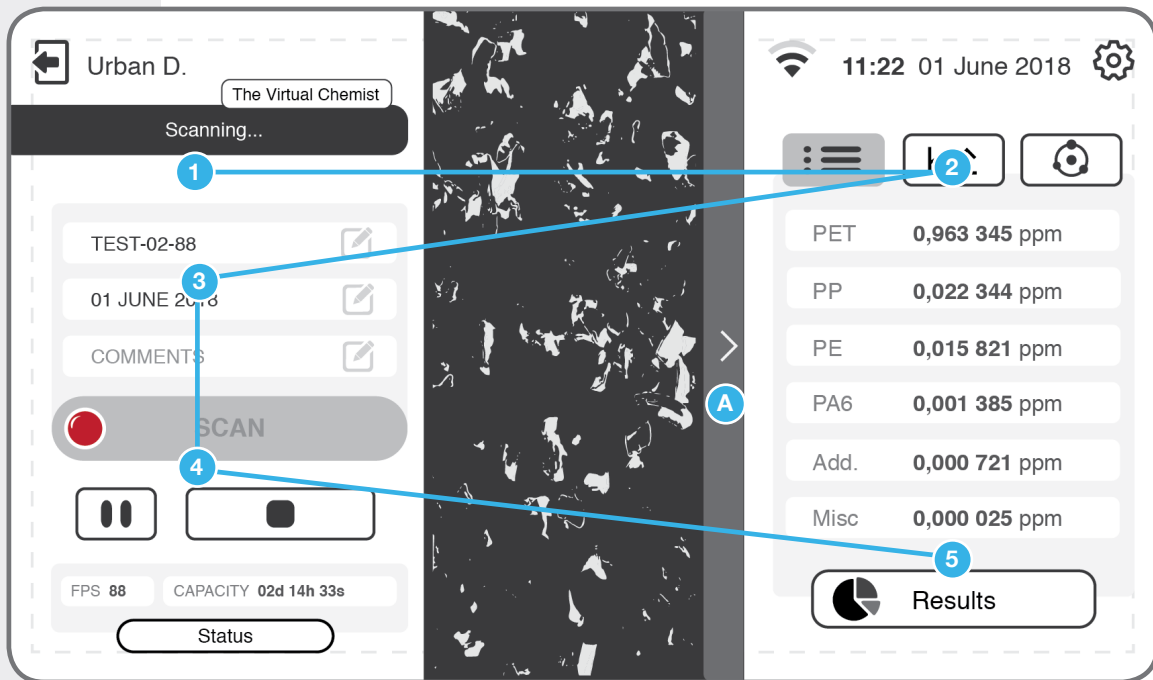 Urban D.
The Virtual Chemist
Scanning...
11:22 01 June 2018
1
2
TEST-02-88
3
01 JUNE 2018
COMMENTS
SCAN
4
FPS 88
CAPACITY 02d 14h 33s
Status
A
PET 0,963 345 ppm
PP 0,022 344 ppm
PE 0,015 821 ppm
PA6 0,001 385 ppm
Add. 0,000 721 ppm
Misc 0,000 025 ppm
5
Results